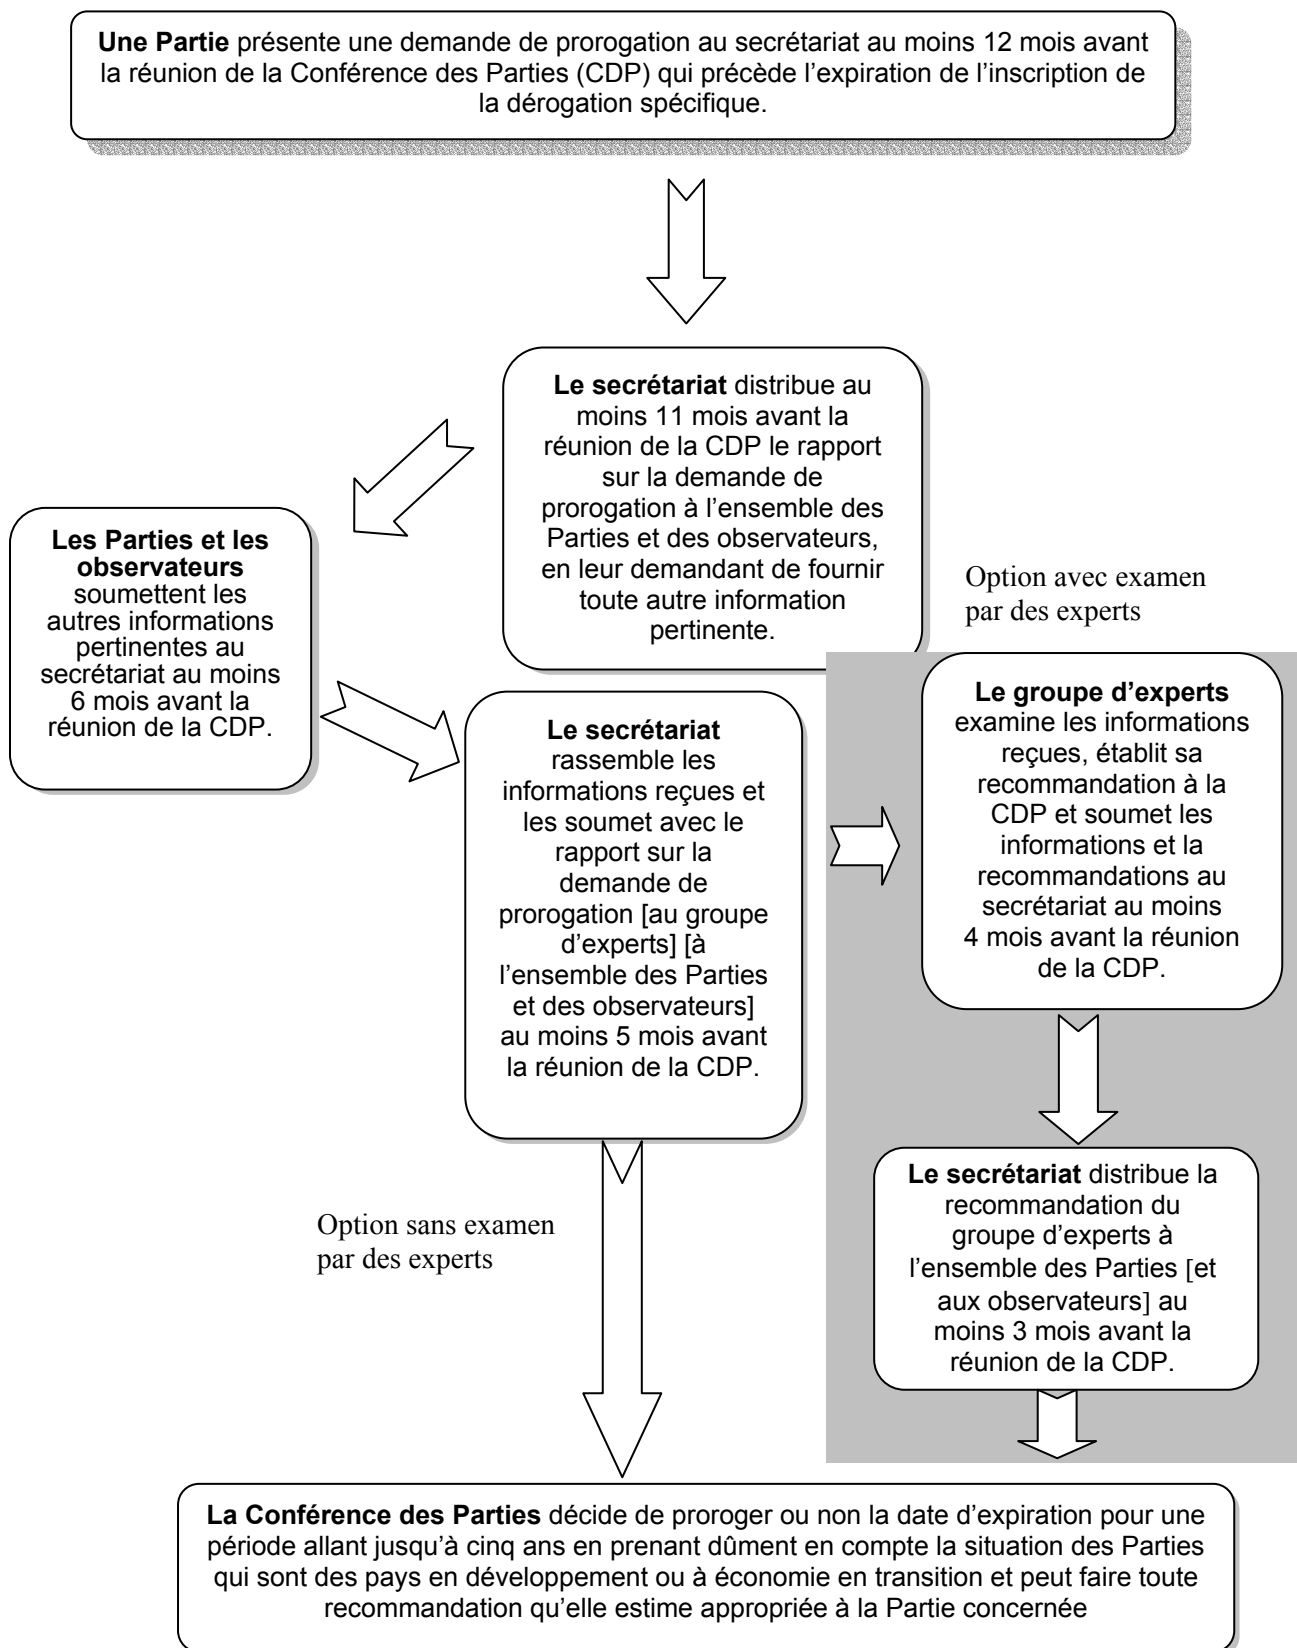 Une Partie présente une demande de prorogation au secrétariat au moins 12 mois avant
la réunion de la Conférence des Parties (CDP) qui précède l’expiration de l’inscription de
la dérogation spécifique.
Le secrétariat distribue au
moins 11 mois avant la
réunion de la CDP le rapport
sur la demande de
prorogation à l’ensemble des
Parties et des observateurs,
en leur demandant de fournir
toute autre information
pertinente.
Les Parties et les
observateurs
soumettent les
autres informations
pertinentes au
secrétariat au moins
6 mois avant la
réunion de la CDP.
Le secrétariat
rassemble les
informations reçues et
les soumet avec le
rapport sur la
demande de
prorogation [au groupe
d’experts] [à
l’ensemble des Parties
et des observateurs]
au moins 5 mois avant
la réunion de la CDP.
Option avec examen
par des experts
Le groupe d’experts
examine les informations
reçues, établit sa
recommandation à la
CDP et soumet les
informations et la
recommandations au
secrétariat au moins
4 mois avant la réunion
de la CDP.
Le secrétariat distribue la
recommandation du
groupe d’experts à
l’ensemble des Parties [et
aux observateurs] au
moins 3 mois avant la
réunion de la CDP.
Option sans examen
par des experts
La Conférence des Parties décide de proroger ou non la date d’expiration pour une
période allant jusqu’à cinq ans en prenant dûment en compte la situation des Parties
qui sont des pays en développement ou à économie en transition et peut faire toute
recommandation qu’elle estime appropriée à la Partie concernée